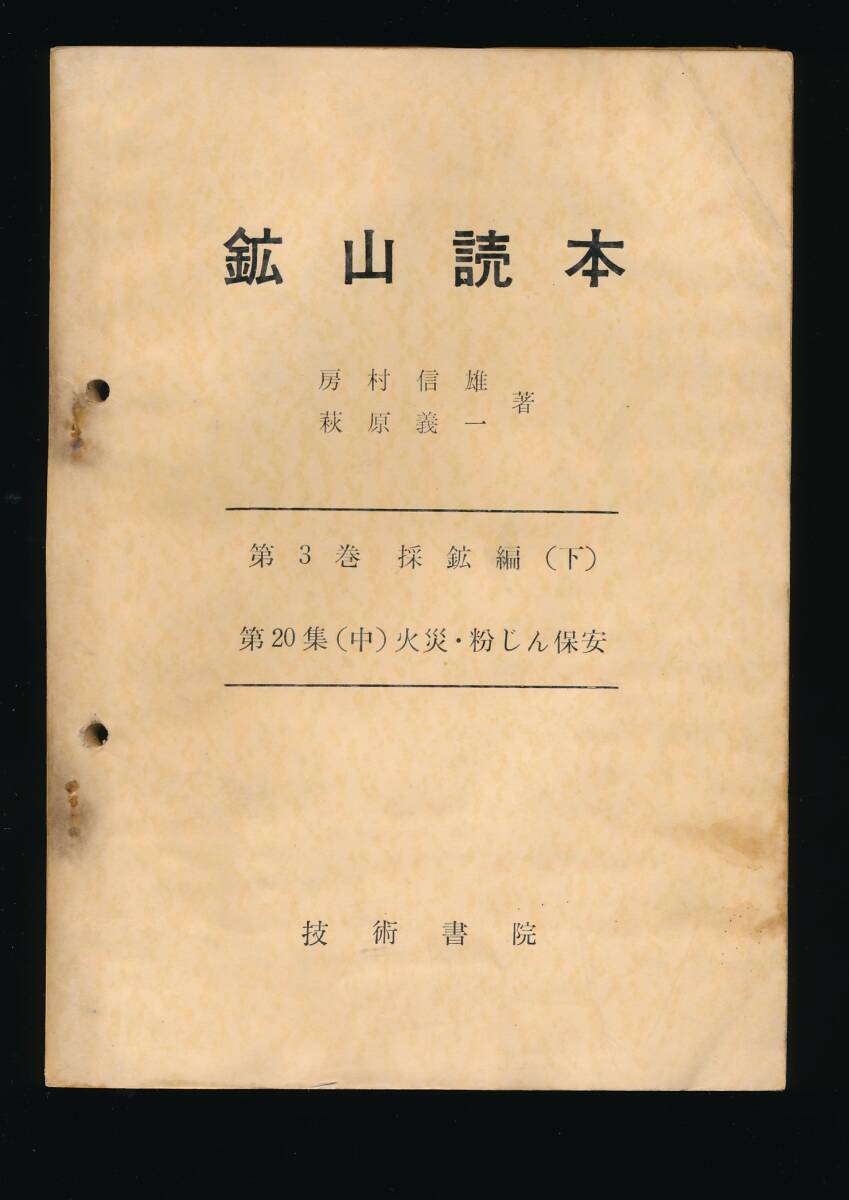 鉱山読本
房村信雄
萩原義一
著
第3巻 採鉱編(下)
第20集(中)火災・粉じん保安
技術書院